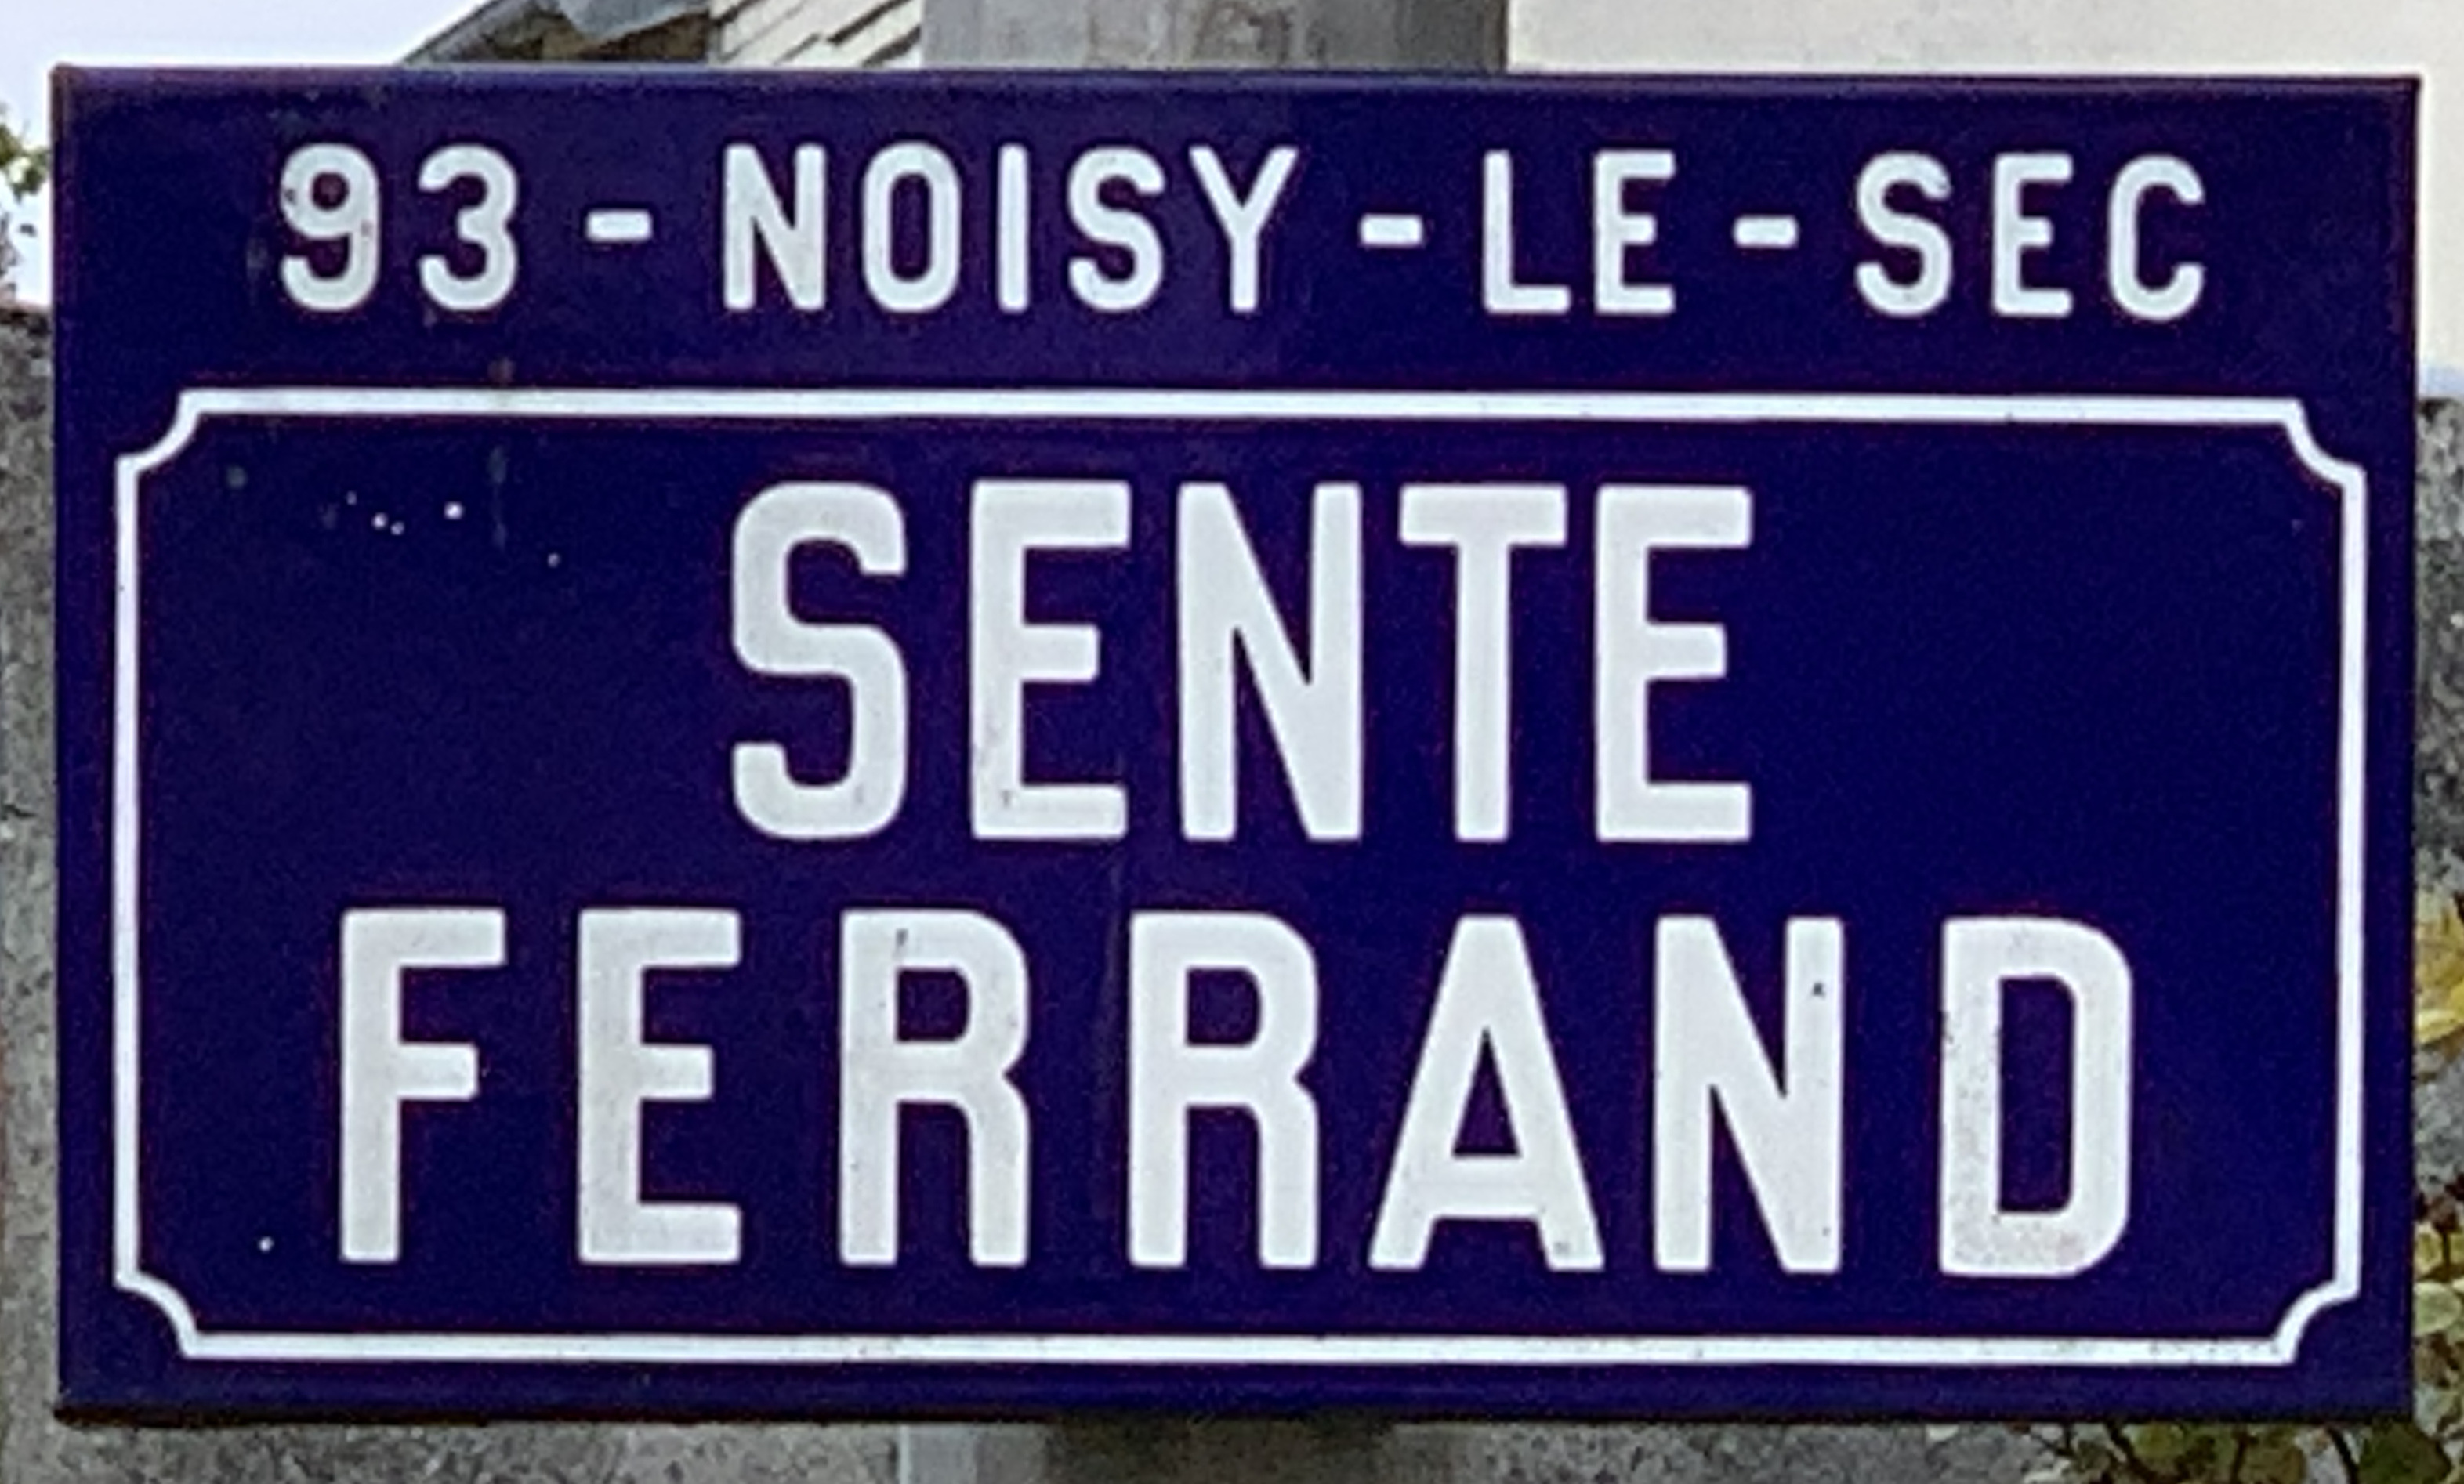 93-NOISY-LE-SEC
SENTE
FERRAND